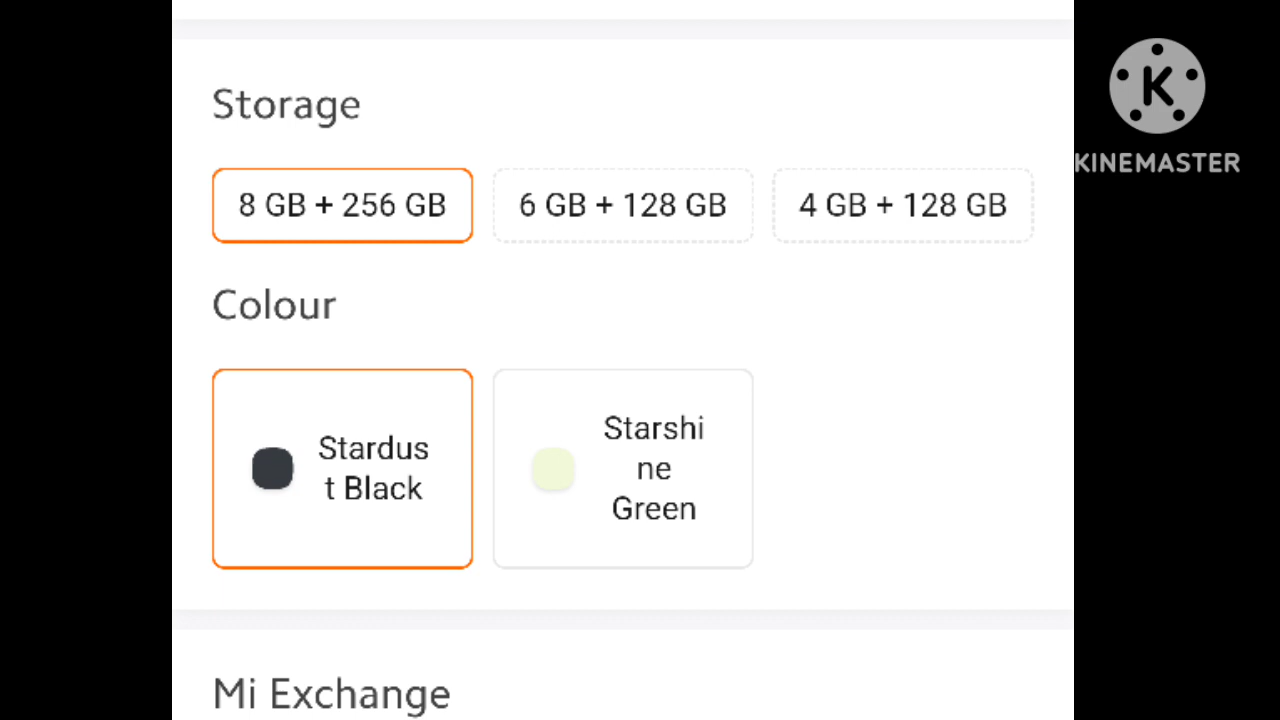 Storage
8 GB + 256 GB
6 GB + 128 GB
4 GB + 128 GB
Colour
Stardus
t Black
Starshi
ne
Green
Mi Exchange
K
KINEMASTER